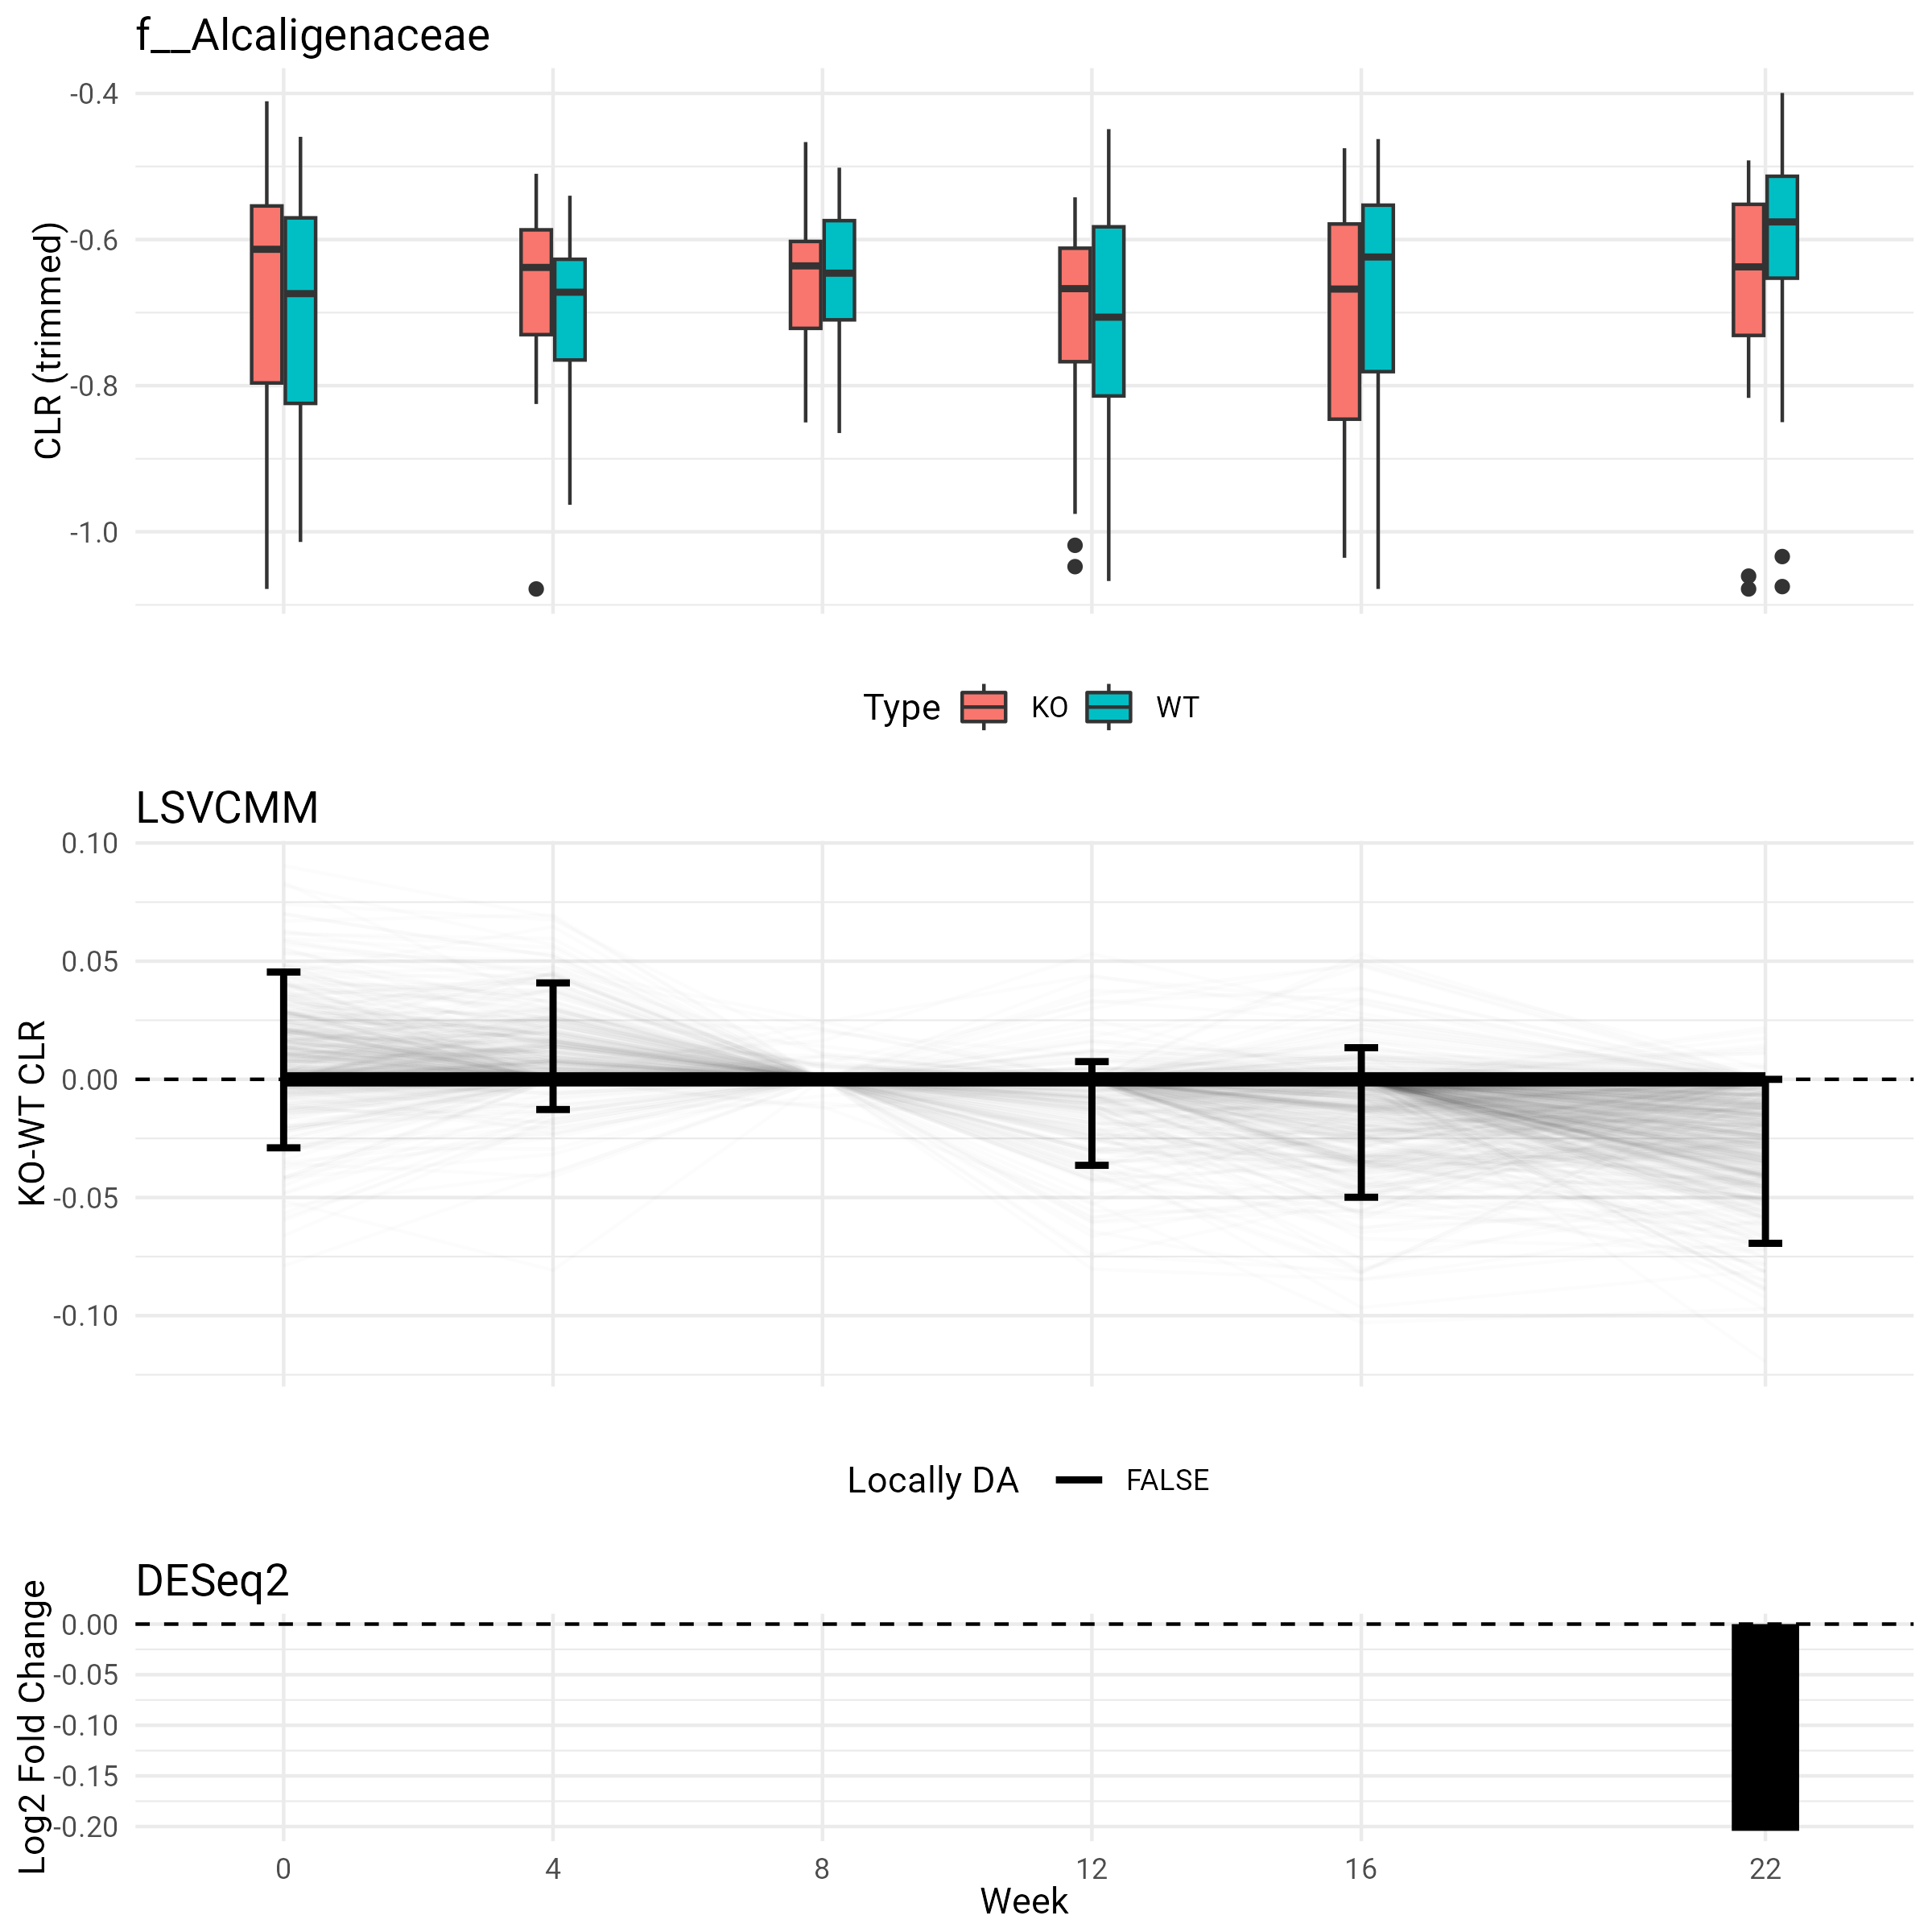 f__Alcaligenaceae
CLR (trimmed)
-0.4
-0.6
-0.8
-1.0
Type KO WT
LSVCMM
KO-WT CLR
0.10
0.05
0.00
-0.05
-0.10
Locally DA FALSE
DESeq2
Log2 Fold Change
0.00
-0.05
-0.10
-0.15
-0.20
0 4 8 12 16 22
Week